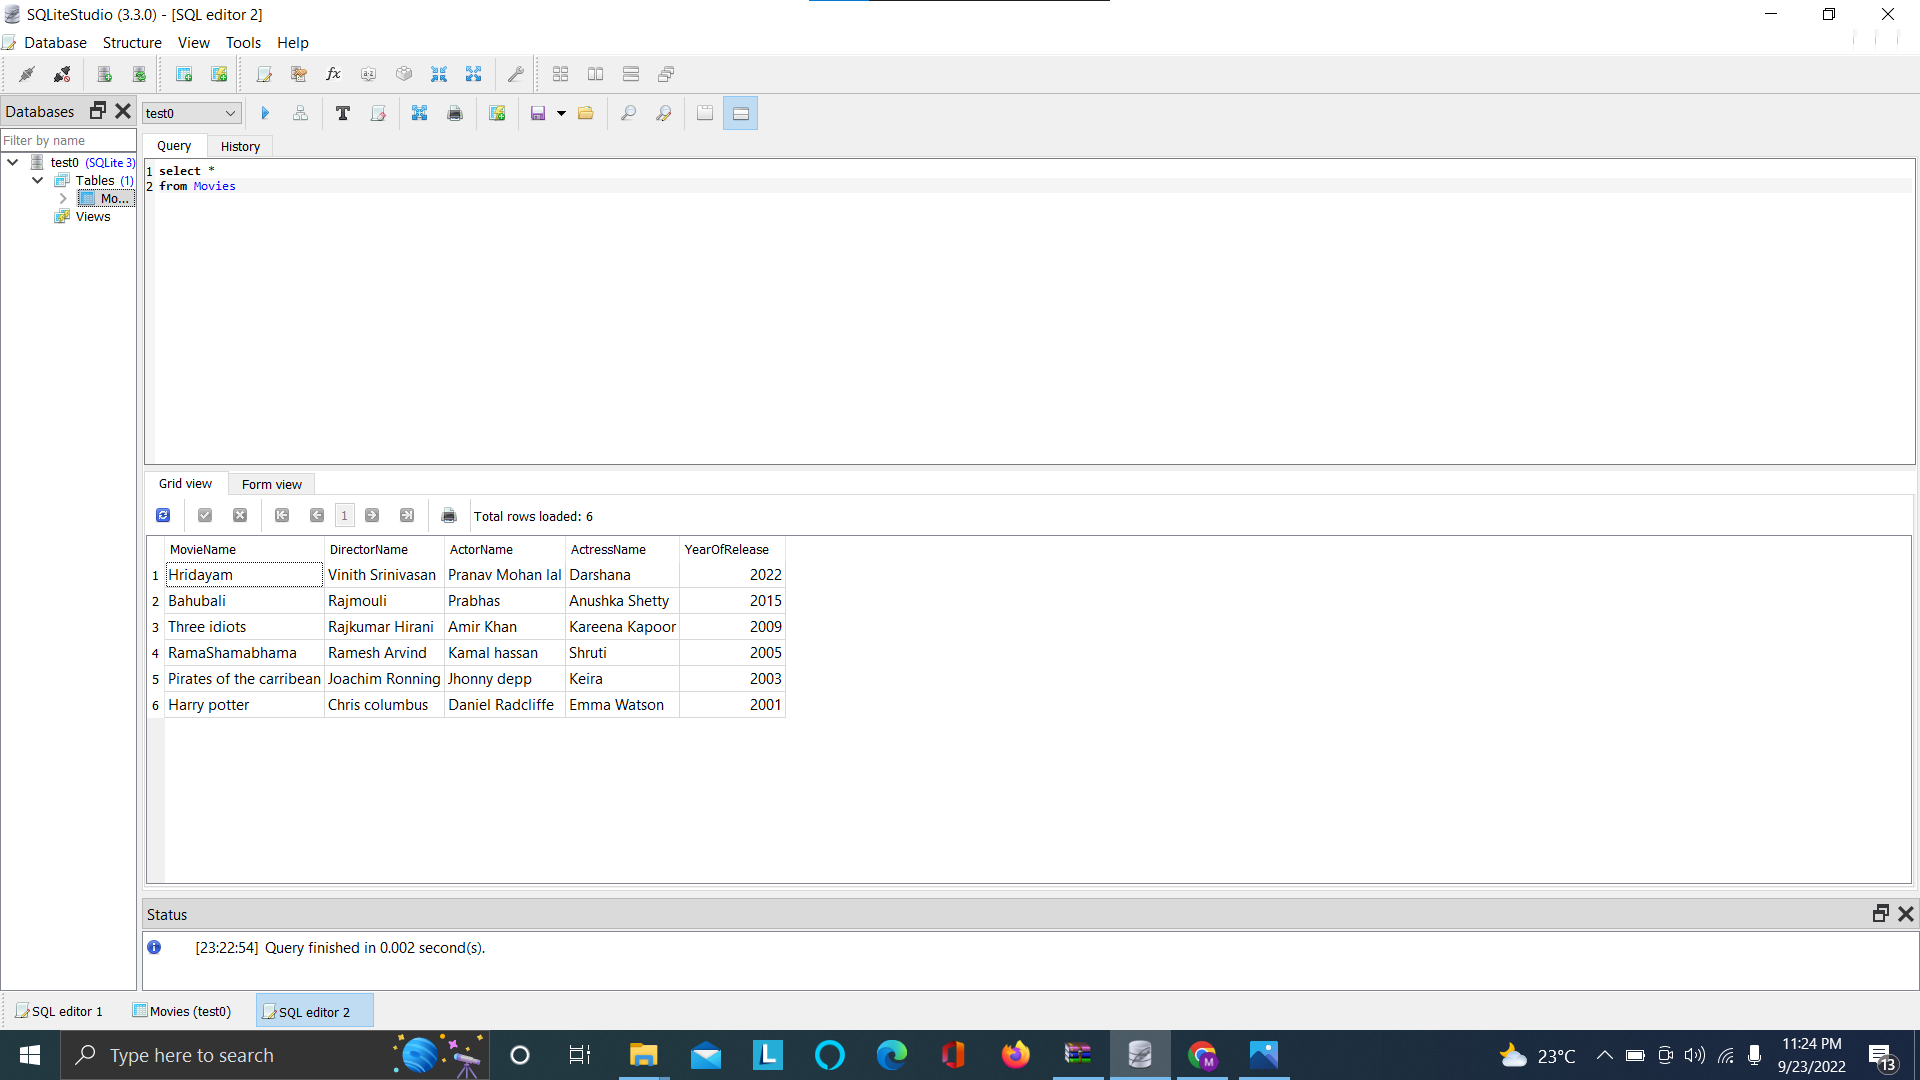 SQLiteStudio (3.3.0) - [SQL editor 2]
Database Structure View Tools Help
Databases
test0
Filter by name
Query History
test0 (SQLite 3)
Tables (1)
Mo...
Views
1 select *
2 from Movies
Grid view Form view
1 Total rows loaded: 6
MovieName DirectorName ActorName ActressName YearOfRelease
1 Hridayam Vinith Srinivasan Pranav Mohan lal Darshana 2022
2 Bahubali Rajmouli Prabhas Anushka Shetty 2015
3 Three idiots Rajkumar Hirani Amir Khan Kareena Kapoor 2009
4 RamaShamabhama Ramesh Arvind Kamal hassan Shruti 2005
5 Pirates of the carribean Joachim Ronning Jhonny depp Keira 2003
6 Harry potter Chris columbus Daniel Radcliffe Emma Watson 2001
Status
[23:22:54] Query finished in 0.002 second(s).
SQL editor 1 Movies (test0) SQL editor 2
Type here to search
23°C
11:24 PM
9/23/2022
13